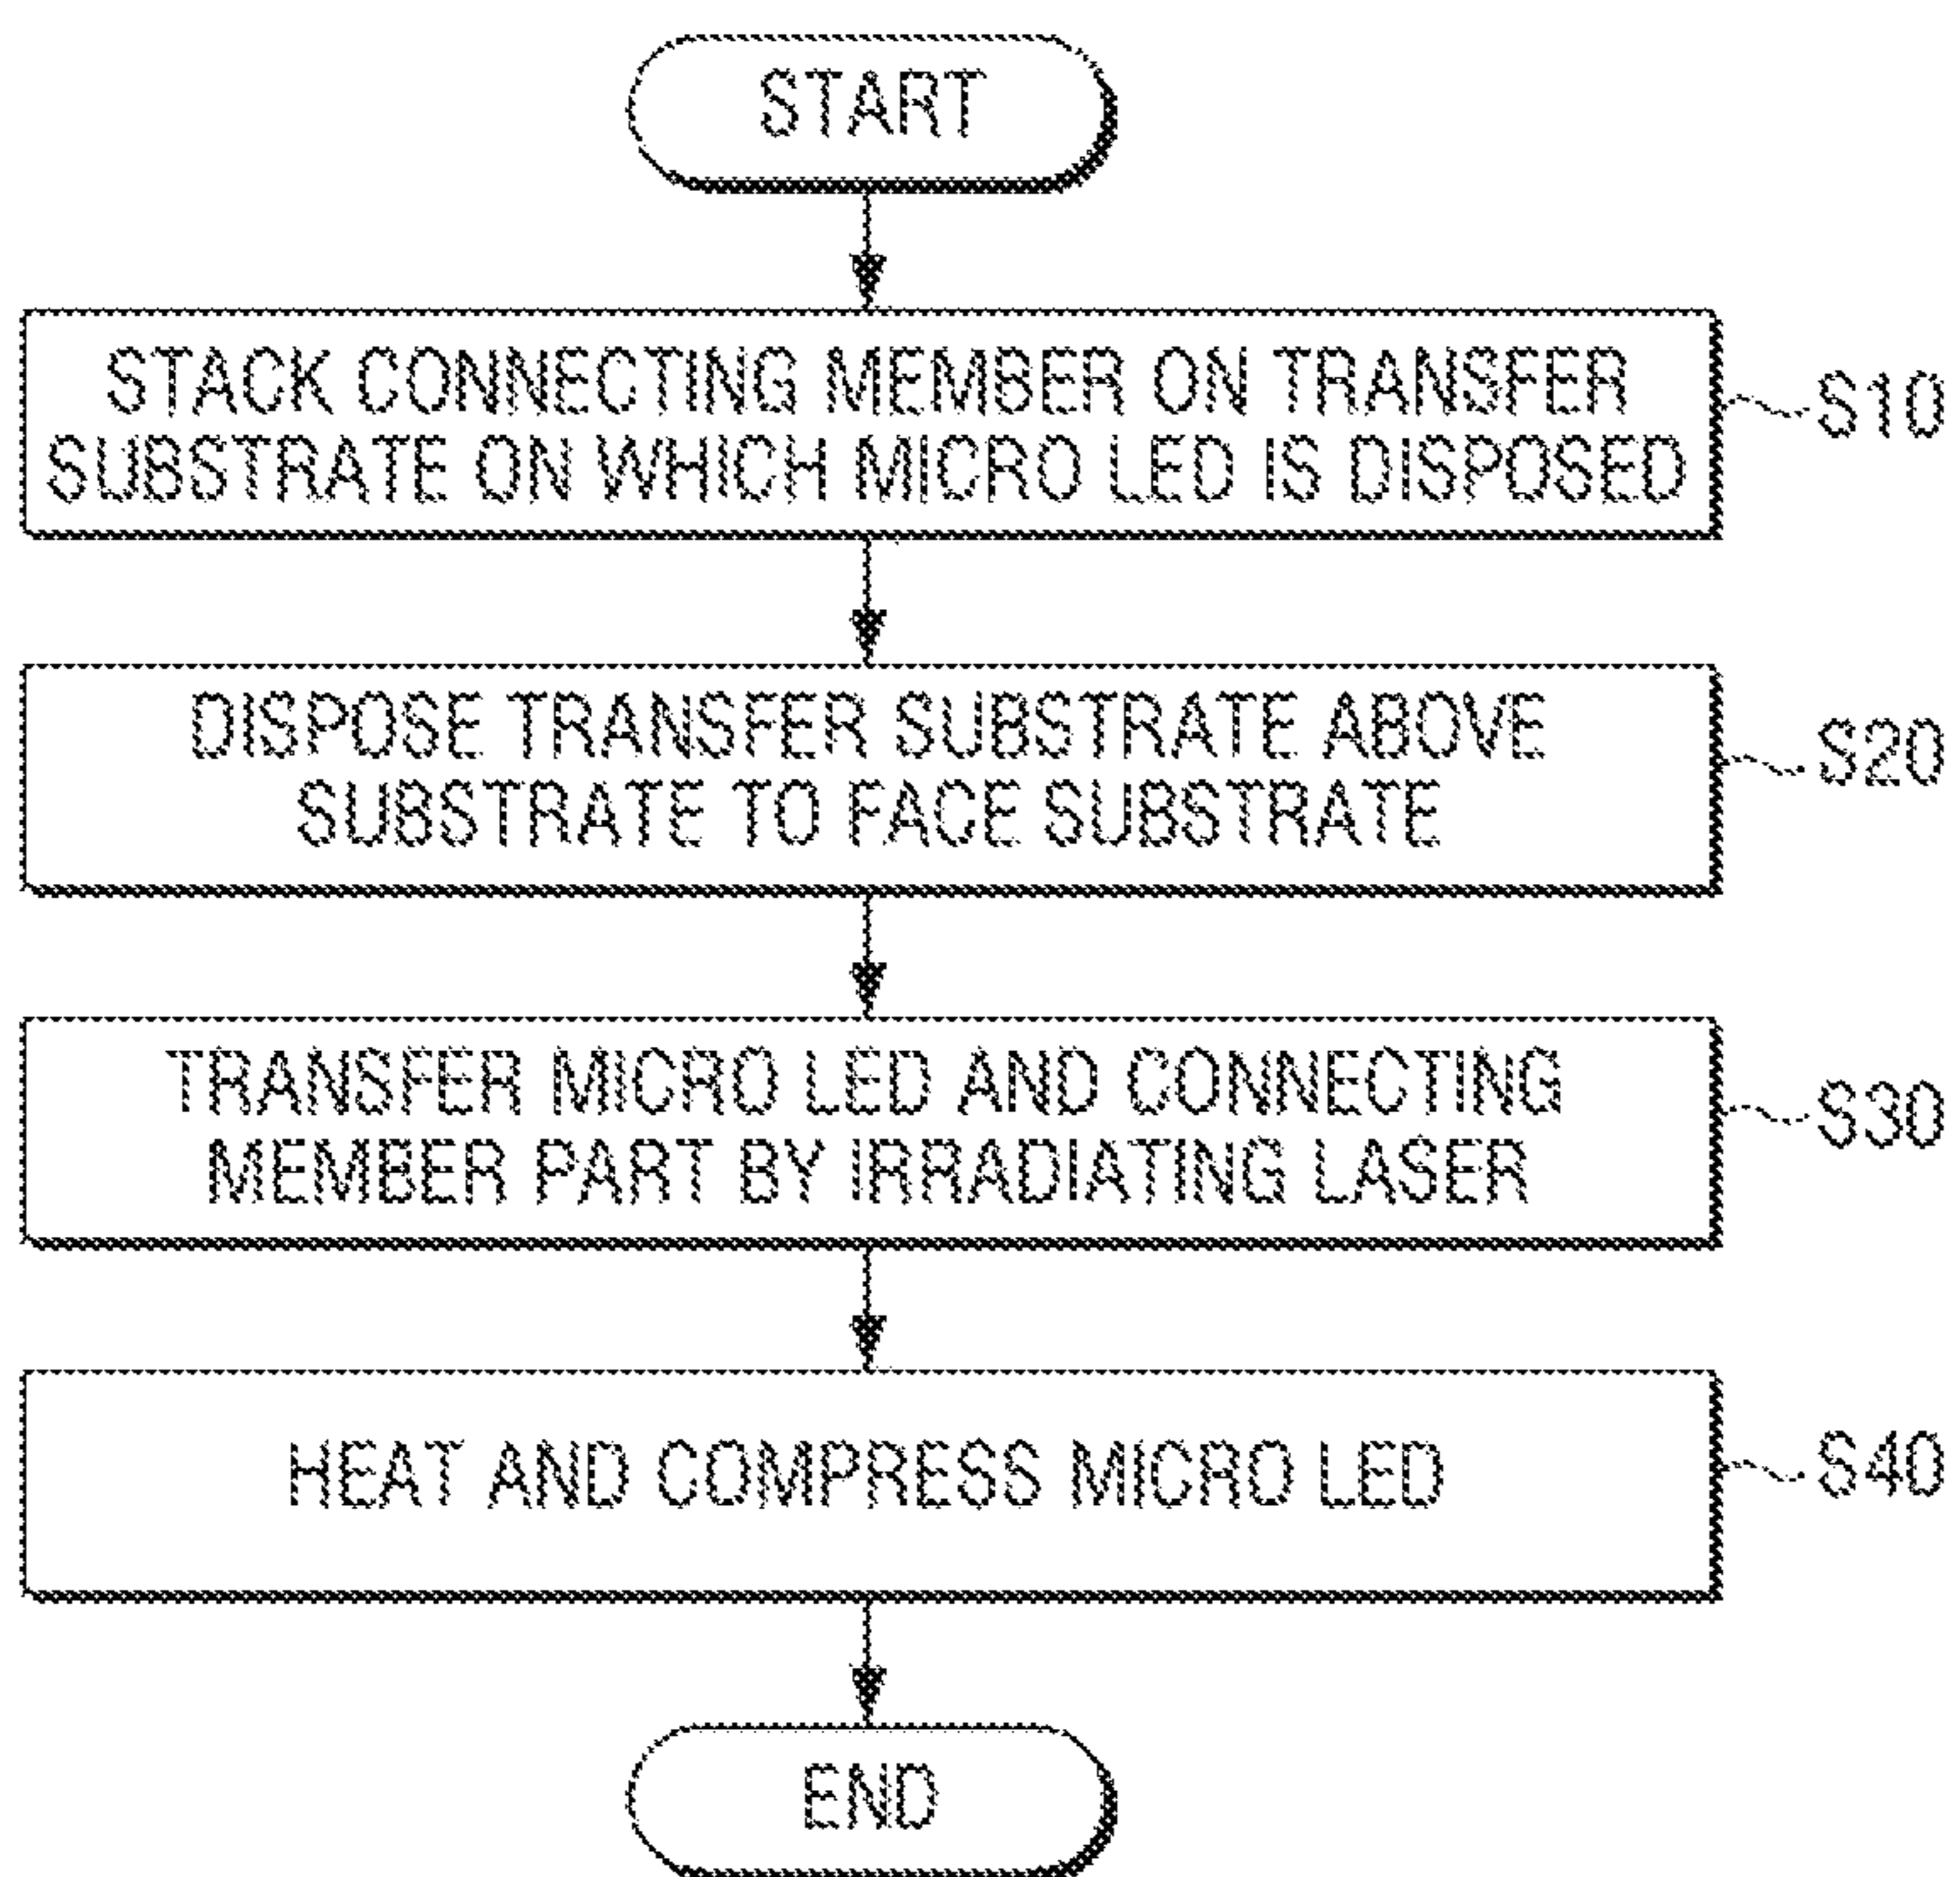 START
STACK CONNECTING MEMBER ON TRANSFER
SUBSTRATE ON WHICH MICRO LED IS DISPOSED
S10
DISPOSE TRANSFER SUBSTRATE ABOVE
SUBSTRATE TO FACE SUBSTRATE
S20
TRANSFER MICRO LED AND CONNECTING
MEMBER PART BY IRRADIATING LASER
S30
HEAT AND COMPRESS MICRO LED
S40
END